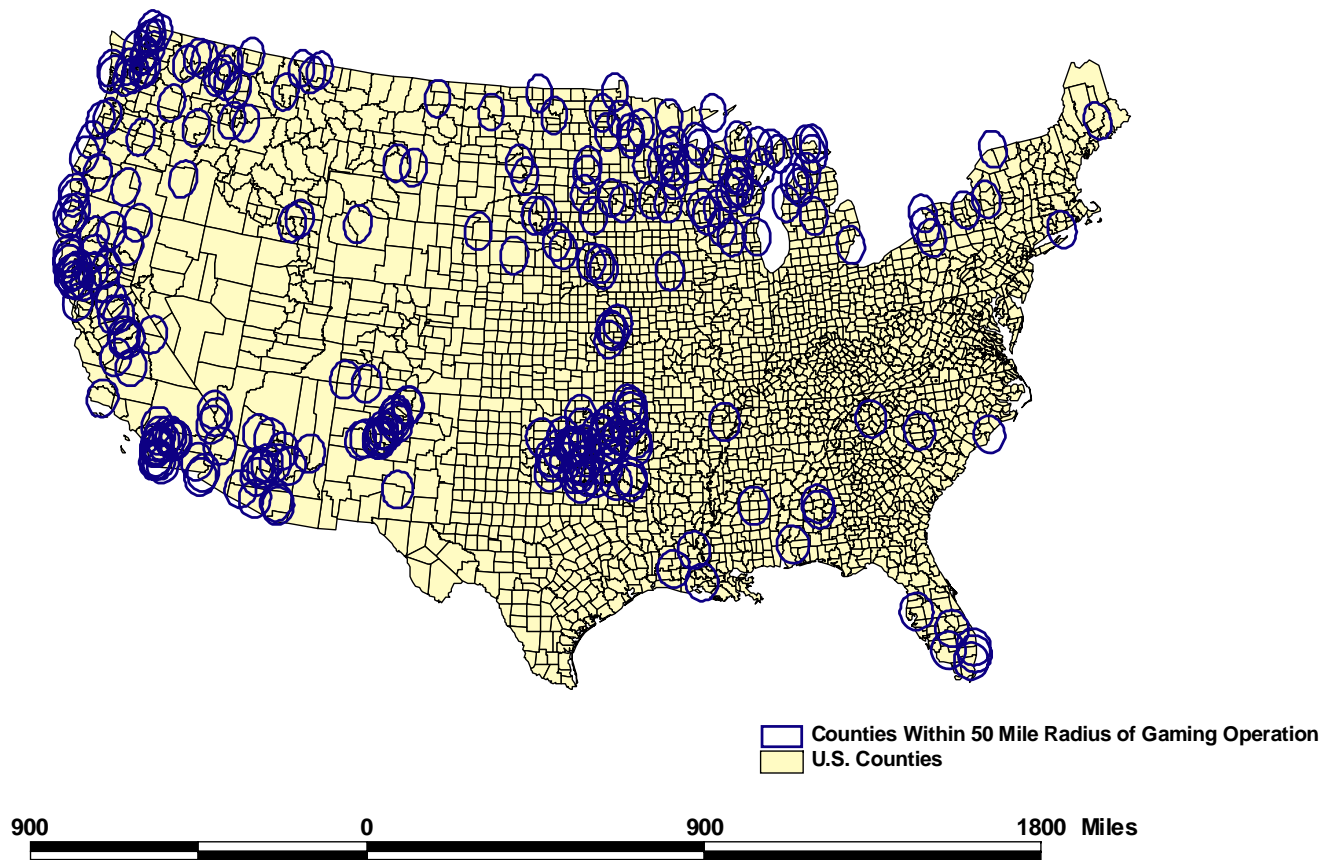 Counties Within 50 Mile Radius of Gaming Operation
U.S. Counties
900 0 900 1800 Miles